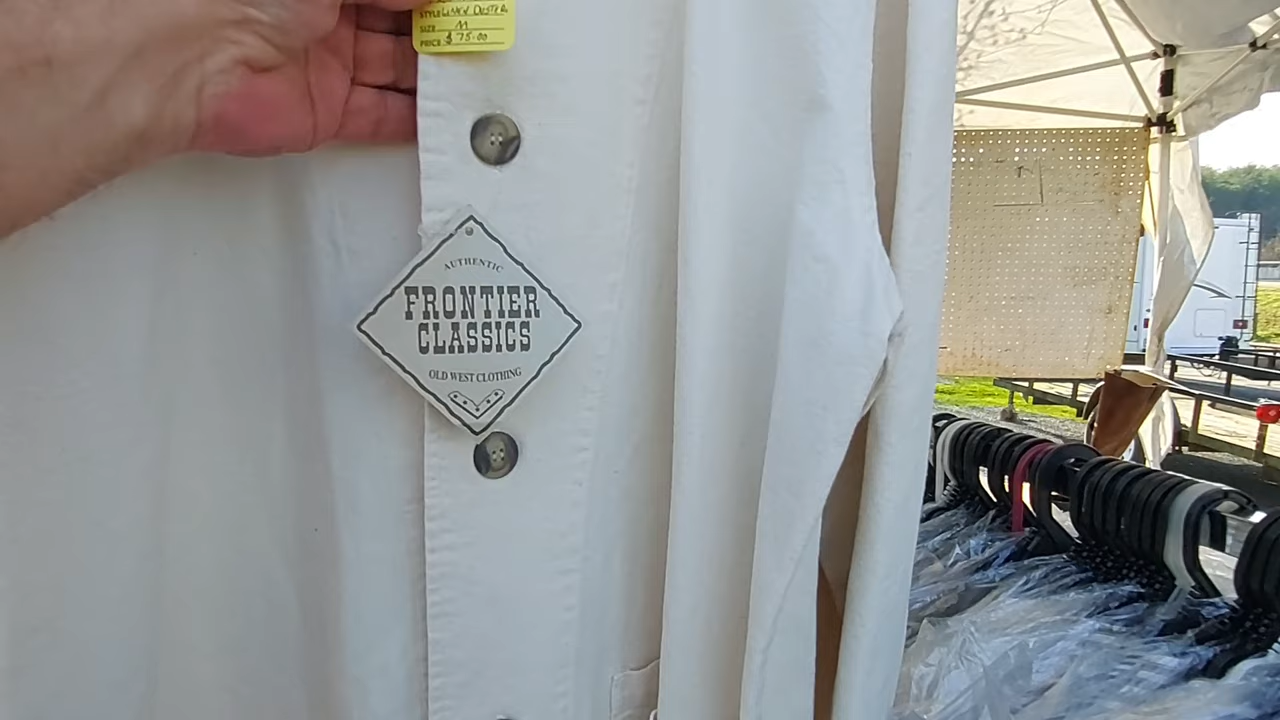 STYLE LINEN DUSTER
SIZE M
PRICE $75.00
AUTHENTIC
FRONTIER
CLASSICS
OLD WEST CLOTHING